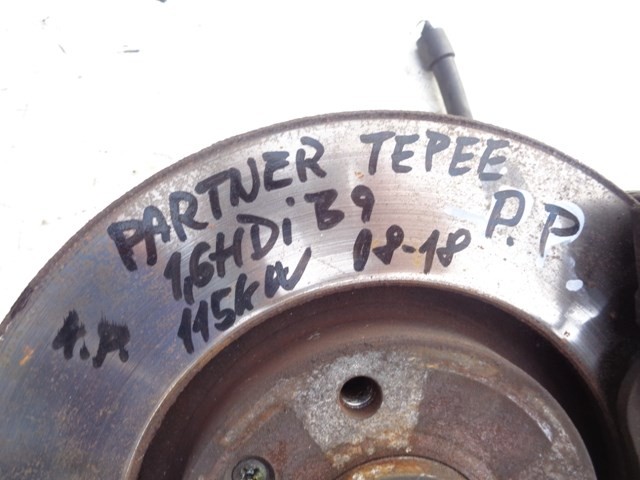 PARTNER TEPEE
1,6HDi B9 P.P.
115kW 08-18